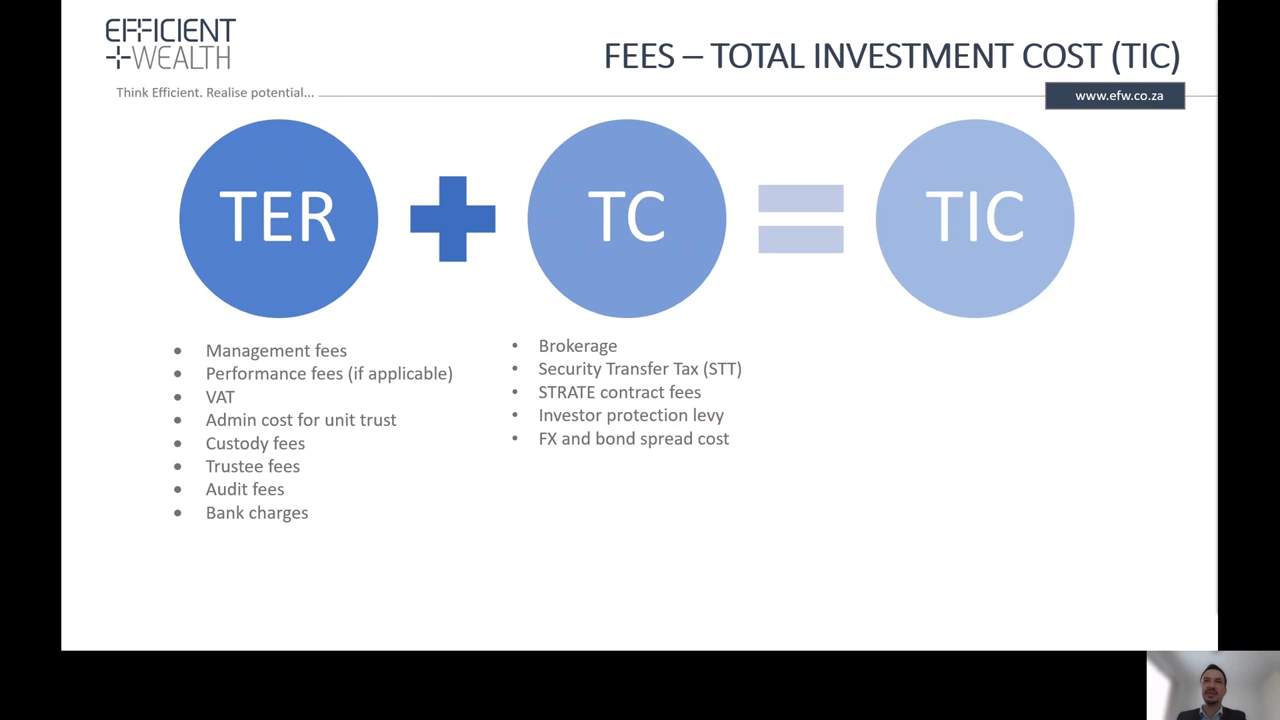 EFFICIENT
WEALTH
FEES – TOTAL INVESTMENT COST (TIC)
Think Efficient. Realise potential...
www.efw.co.za
TER
TC
TIC
• Management fees
• Performance fees (if applicable)
• VAT
• Admin cost for unit trust
• Custody fees
• Trustee fees
• Audit fees
• Bank charges
• Brokerage
• Security Transfer Tax (STT)
• STRATE contract fees
• Investor protection levy
• FX and bond spread cost